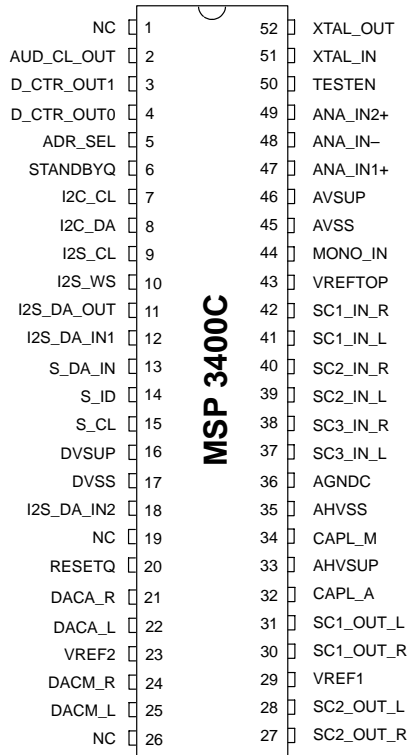 NC 1 52 XTAL_OUT
AUD_CL_OUT 2 51 XTAL_IN
D_CTR_OUT1 3 50 TESTEN
D_CTR_OUT0 4 49 ANA_IN2+
ADR_SEL 5 48 ANA_IN–
STANDBYQ 6 47 ANA_IN1+
I2C_CL 7 46 AVSUP
I2C_DA 8 45 AVSS
I2S_CL 9 44 MONO_IN
I2S_WS 10 43 VREFTOP
I2S_DA_OUT 11 42 SC1_IN_R
I2S_DA_IN1 12 41 SC1_IN_L
S_DA_IN 13 40 SC2_IN_R
S_ID 14 39 SC2_IN_L
S_CL 15 38 SC3_IN_R
DVSUP 16 37 SC3_IN_L
DVSS 17 36 AGNDC
I2S_DA_IN2 18 35 AHVSS
NC 19 34 CAPL_M
RESETQ 20 33 AHVSUP
DACA_R 21 32 CAPL_A
DACA_L 22 31 SC1_OUT_L
VREF2 23 30 SC1_OUT_R
DACM_R 24 29 VREF1
DACM_L 25 28 SC2_OUT_L
NC 26 27 SC2_OUT_R
MSP 3400C